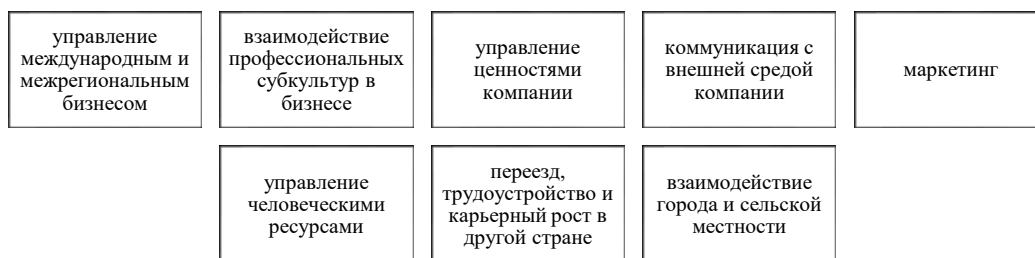 управление
международным и
межрегиональным
бизнесом
взаимодействие
профессиональных
субкультур в
бизнесе
управление
ценностями
компании
коммуникация с
внешней средой
компании
маркетинг
управление
человеческими
ресурсами
переезд,
трудоустройство и
карьерный рост в
другой стране
взаимодействие
города и сельской
местности